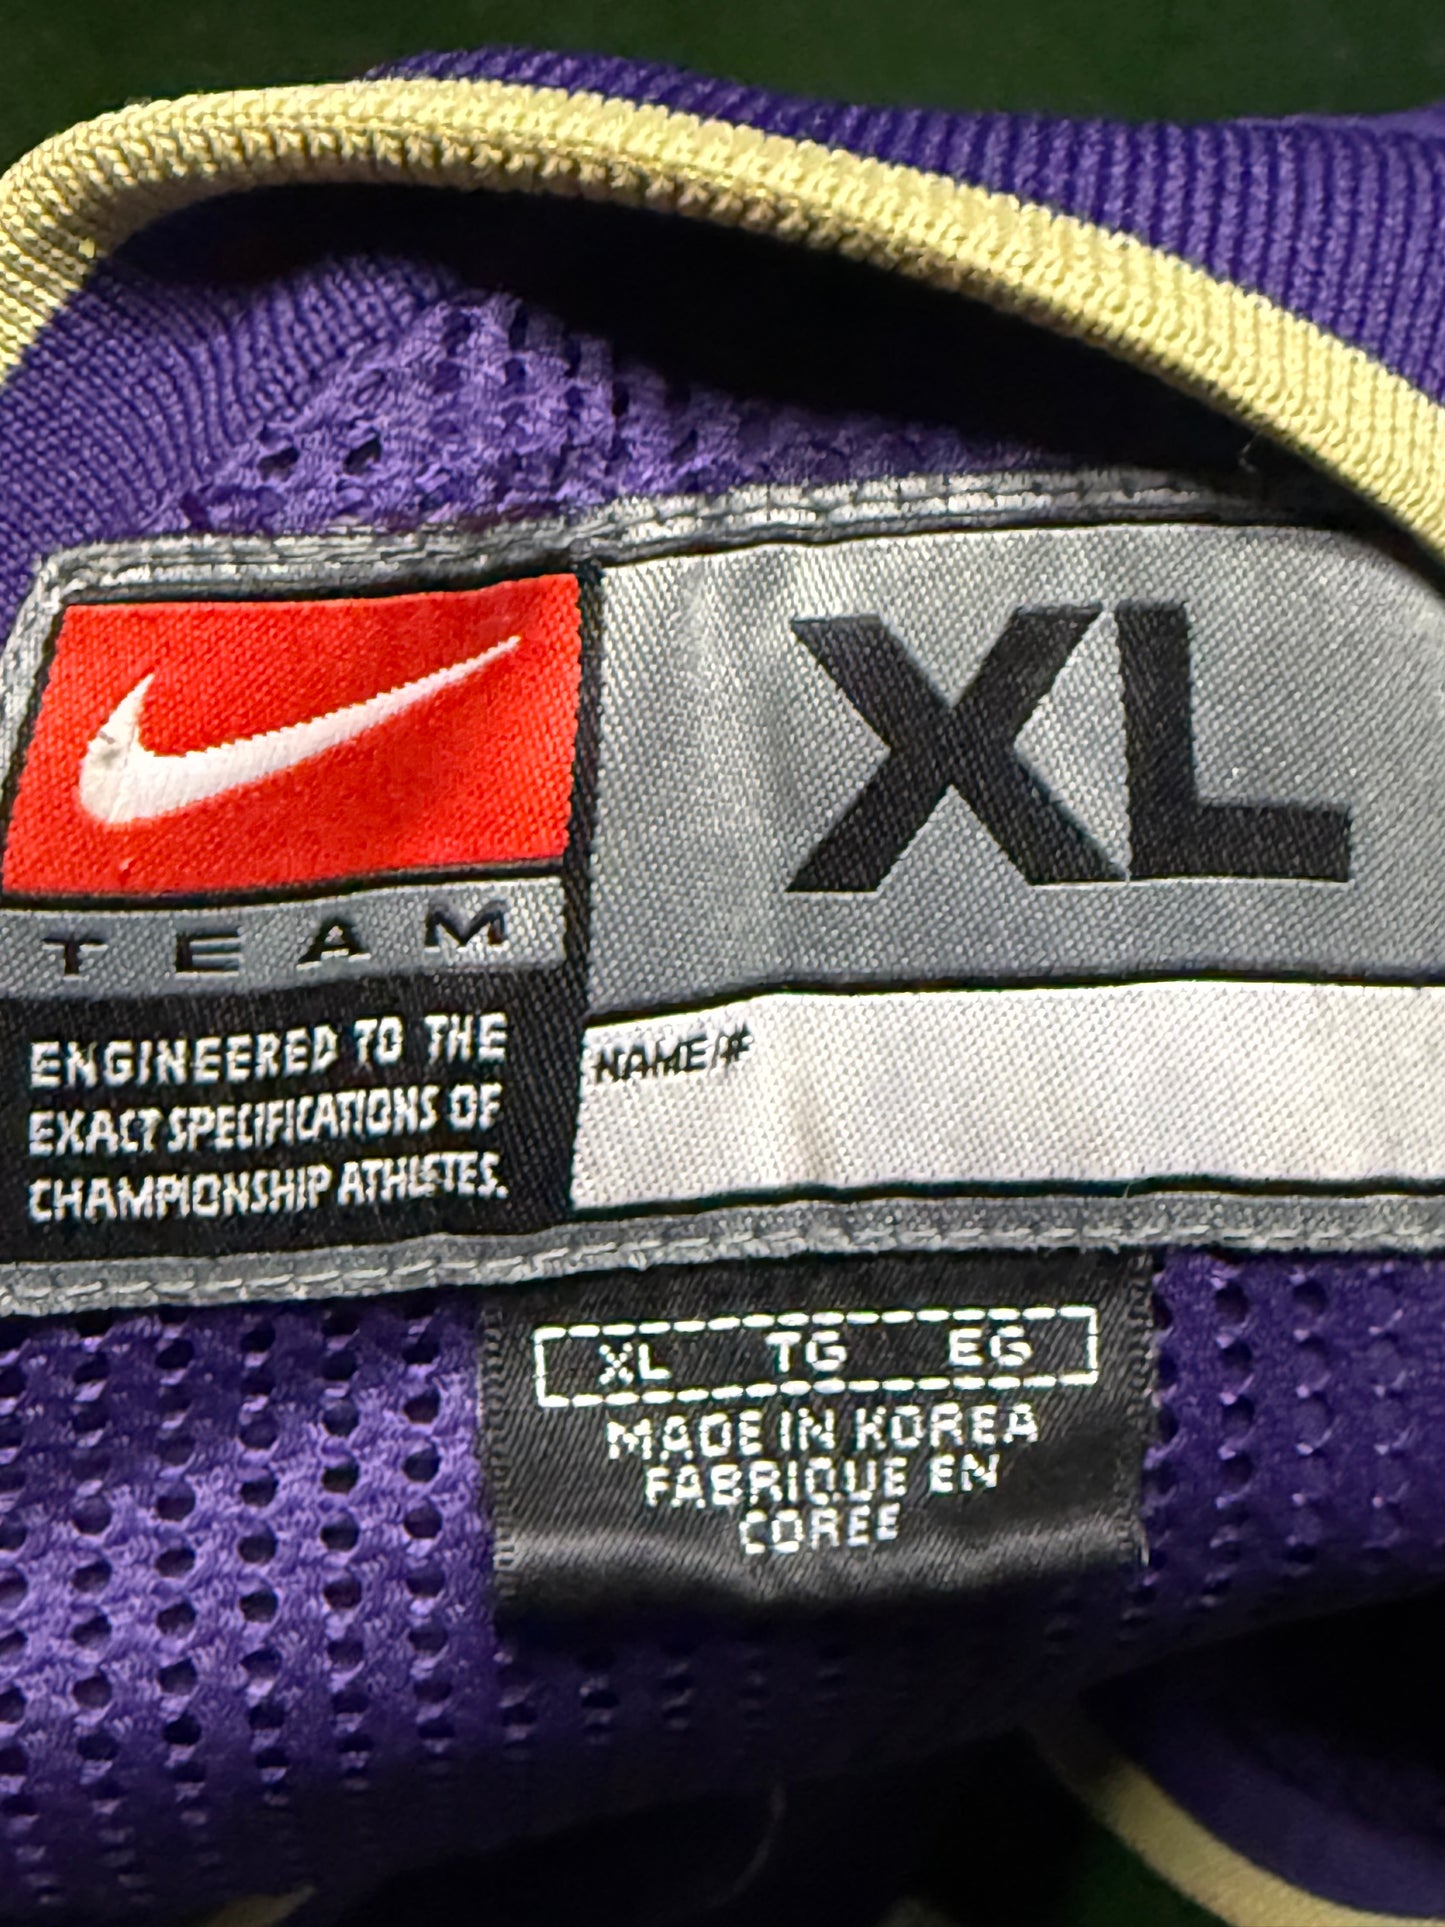 XL
TEAM
NAME/#
ENGINEERED TO THE
EXACT SPECIFICATIONS OF
CHAMPIONSHIP ATHLETES.
XL TG EG
MADE IN KOREA
FABRIQUE EN
COREE